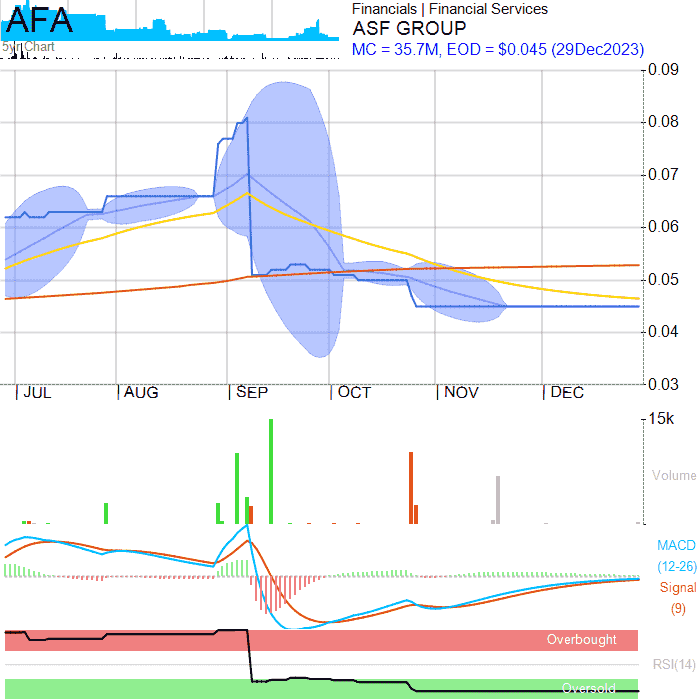 AFA
5yr Chart
Financials | Financial Services
ASF GROUP
MC = 35.7M, EOD = $0.045 (29Dec2023)
0.09
0.08
0.07
0.06
0.05
0.04
0.03
JUL AUG SEP OCT NOV DEC
15k
Volume
MACD
(12-26)
Signal
(9)
Overbought
RSI(14)
Oversold